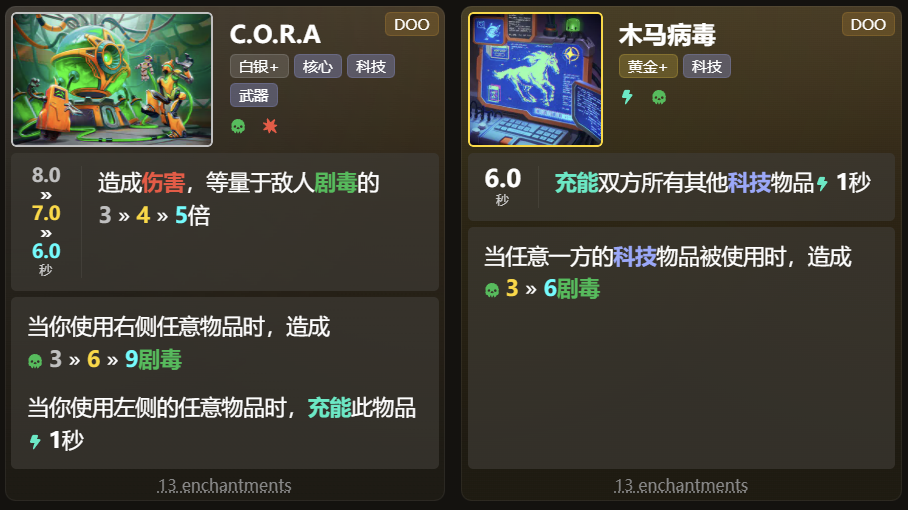 C.O.R.A
DOO
白银+
核心
科技
武器
8.0
»
7.0
»
6.0
秒
造成伤害，等量于敌人剧毒的
3 » 4 » 5倍
当你使用右侧任意物品时，造成
3 » 6 » 9剧毒
当你使用左侧的任意物品时，充能此物品
1秒
13 enchantments
木马病毒
DOO
黄金+
科技
6.0
秒
充能双方所有其他科技物品 1秒
当任意一方的科技物品被使用时，造成
3 » 6剧毒
13 enchantments